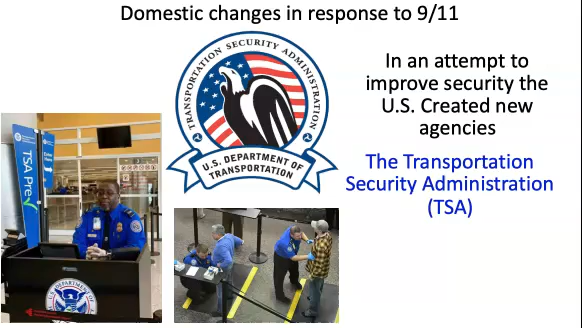 Domestic changes in response to 9/11
TRANSPORTATION SECURITY ADMINISTRATION
U.S. DEPARTMENT OF
TRANSPORTATION
In an attempt to
improve security the
U.S. Created new
agencies
The Transportation
Security Administration
(TSA)
TSA Pre✓